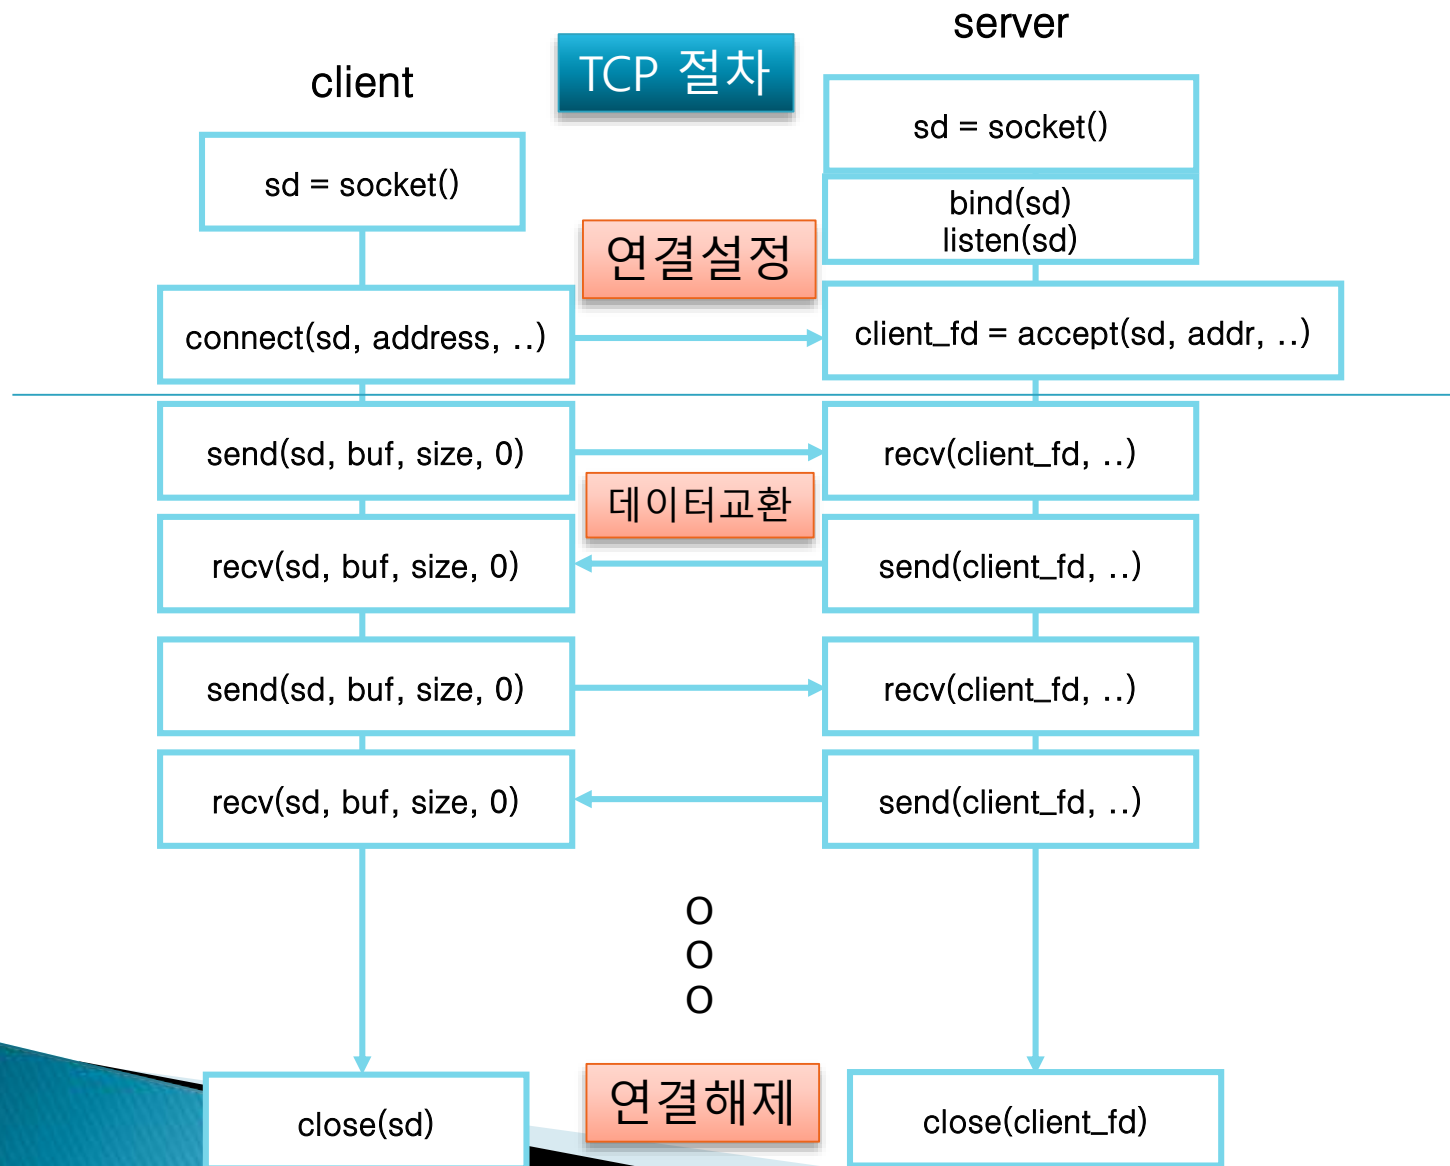 server
TCP 절차
client
sd = socket()
sd = socket()
bind(sd)
listen(sd)
연결설정
connect(sd, address, ..)
client_fd = accept(sd, addr, ..)
send(sd, buf, size, 0)
recv(client_fd, ..)
데이터교환
recv(sd, buf, size, 0)
send(client_fd, ..)
send(sd, buf, size, 0)
recv(client_fd, ..)
recv(sd, buf, size, 0)
send(client_fd, ..)
o
o
o
연결해제
close(sd)
close(client_fd)